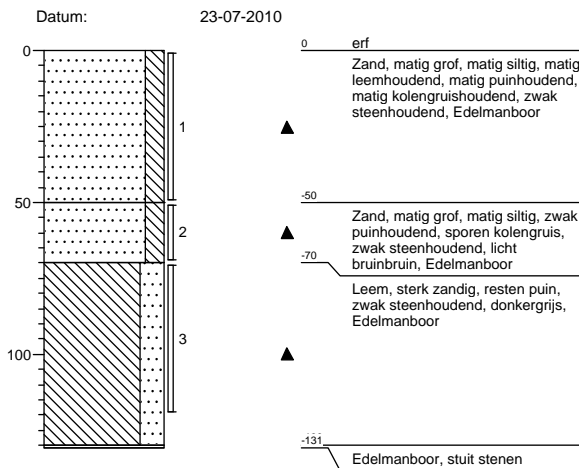 Datum: 23-07-2010
0
0 erf
Zand, matig grof, matig siltig, matig
leemhoudend, matig puinhoudend,
matig kolengruishoudend, zwak
steenhoudend, Edelmanboor
1
50
-50
Zand, matig grof, matig siltig, zwak
puinhoudend, sporen kolengruis,
zwak steenhoudend, licht
bruinbruin, Edelmanboor
2
-70
Leem, sterk zandig, resten puin,
zwak steenhoudend, donkergrijs,
Edelmanboor
3
100
-131
Edelmanboor, stuit stenen